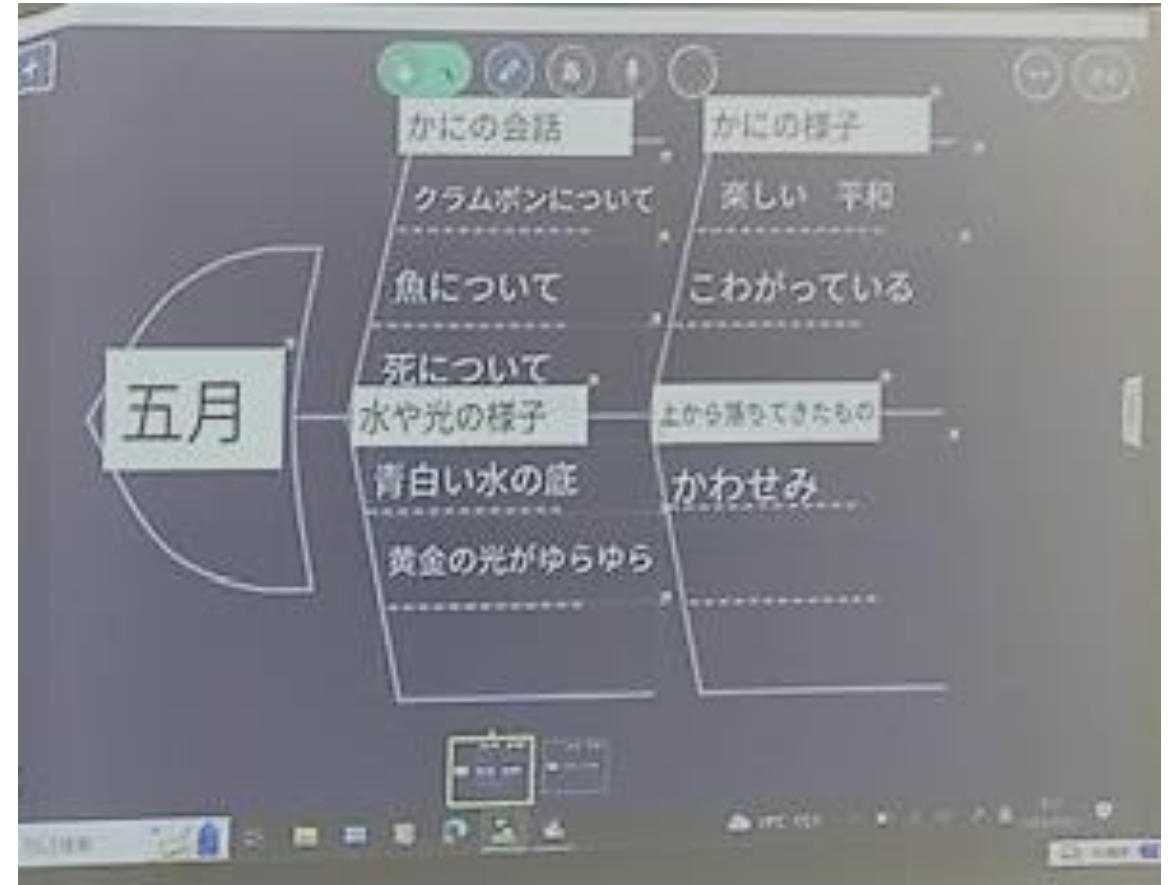 かにの会話
クラムボンについて
魚について
死について
かにの様子
楽しい 平和
こわがっている
五月
水や光の様子
青白い水の底
黄金の光がゆらゆら
上から落ちてきたもの
かわせみ